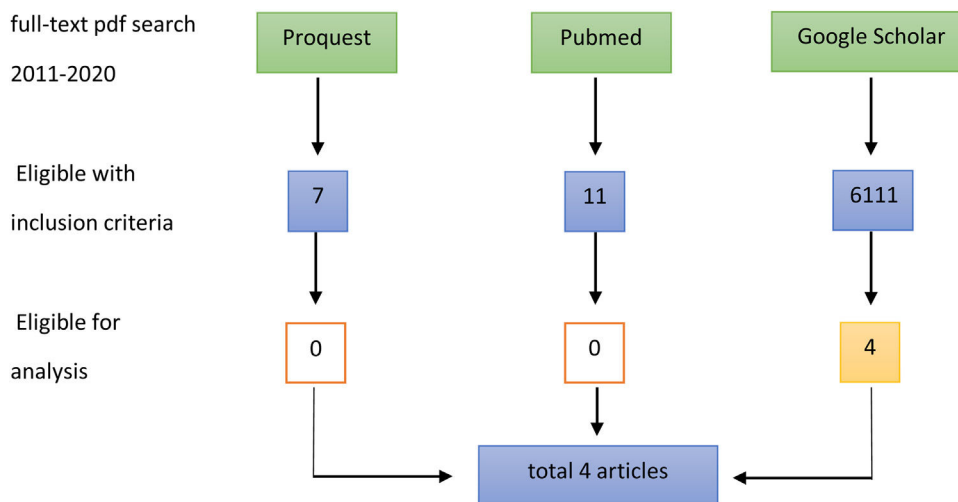 full-text pdf search
2011-2020
Proquest
Pubmed
Google Scholar
Eligible with
inclusion criteria
7
11
6111
Eligible for
analysis
0
0
4
total 4 articles